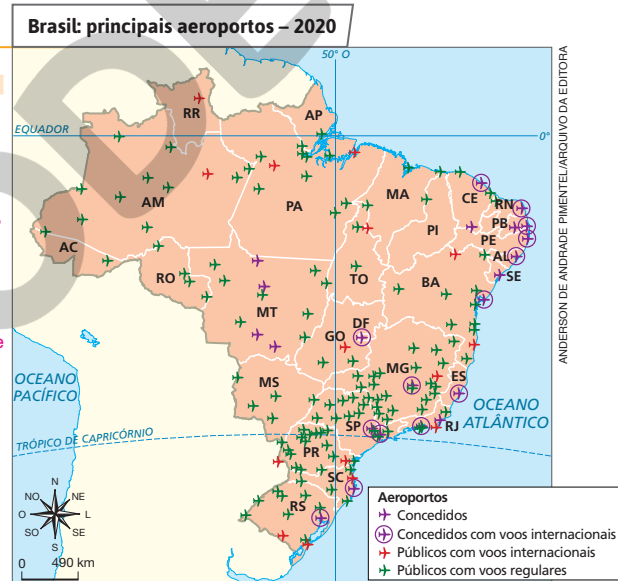 Brasil: principais aeroportos – 2020
50° O
EQUADOR
0°
RR
AP
AM
PA
MA
CE
RN
PB
PE
AL
SE
PI
AC
RO
TO
BA
MT
DF
GO
MG
ES
MS
SP
RJ
PR
SC
RS
OCEANO
PACÍFICO
OCEANO
ATLÂNTICO
TRÓPICO DE CAPRICÓRNIO
N
NO
NE
O
L
SO
SE
S
0
490 km
Aeroportos
Concedidos
Concedidos com voos internacionais
Públicos com voos internacionais
Públicos com voos regulares
ANDERSON DE ANDRADE PIMENTEL/ARQUIVO DA EDITORA